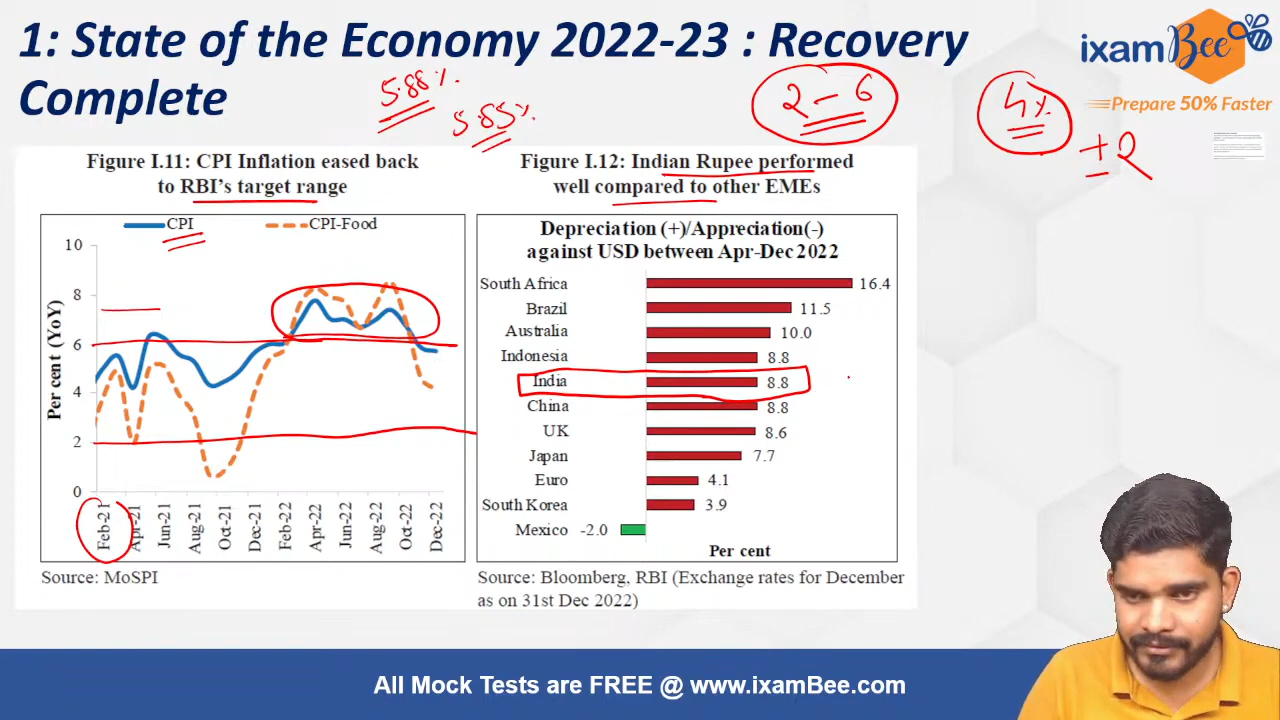 1: State of the Economy 2022-23 : Recovery
Complete
ixamBee
Prepare 50% Faster
5.88%.
5.85%
2 - 6
4%
±2
Figure I.11: CPI Inflation eased back
to RBI's target range
CPI
CPI-Food
Per cent (YoY)
10
8
6
4
2
0
Feb-21
Apr-21
Jun-21
Aug-21
Oct-21
Dec-21
Feb-22
Apr-22
Jun-22
Aug-22
Oct-22
Dec-22
Source: MoSPI
Figure I.12: Indian Rupee performed
well compared to other EMEs
Depreciation (+)/Appreciation(-)
against USD between Apr-Dec 2022
South Africa 16.4
Brazil 11.5
Australia 10.0
Indonesia 8.8
India 8.8
China 8.8
UK 8.6
Japan 7.7
Euro 4.1
South Korea 3.9
Mexico -2.0
Per cent
Source: Bloomberg, RBI (Exchange rates for December
as on 31st Dec 2022)
All Mock Tests are FREE @ www.ixamBee.com